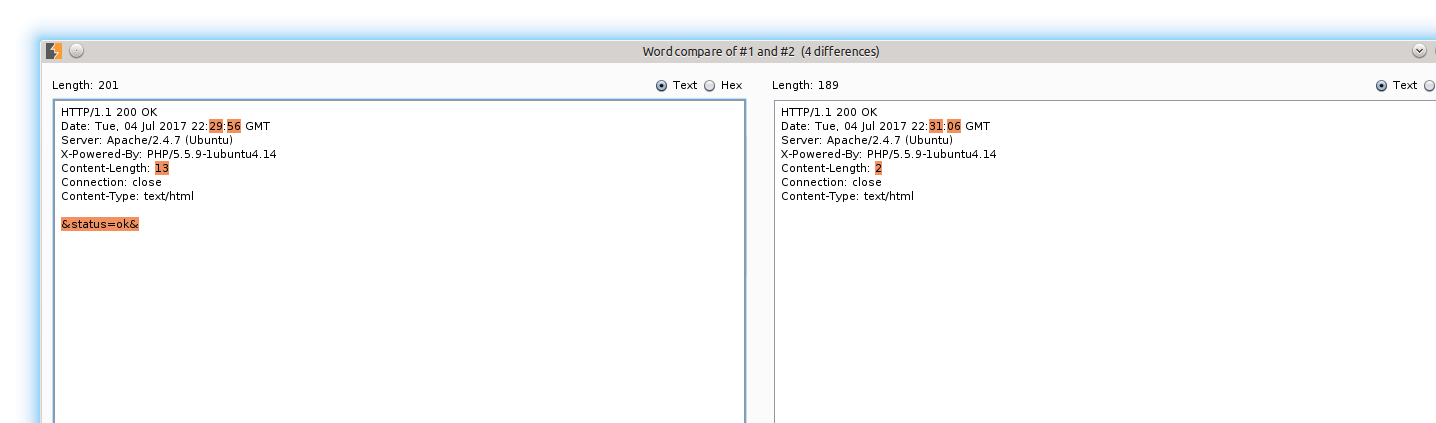 Word compare of #1 and #2 (4 differences)
Length: 201
Text
Hex
HTTP/1.1 200 OK
Date: Tue, 04 Jul 2017 22:29:56 GMT
Server: Apache/2.4.7 (Ubuntu)
X-Powered-By: PHP/5.5.9-1ubuntu4.14
Content-Length: 13
Connection: close
Content-Type: text/html
&status=ok&
Length: 189
Text
HTTP/1.1 200 OK
Date: Tue, 04 Jul 2017 22:31:06 GMT
Server: Apache/2.4.7 (Ubuntu)
X-Powered-By: PHP/5.5.9-1ubuntu4.14
Content-Length: 2
Connection: close
Content-Type: text/html